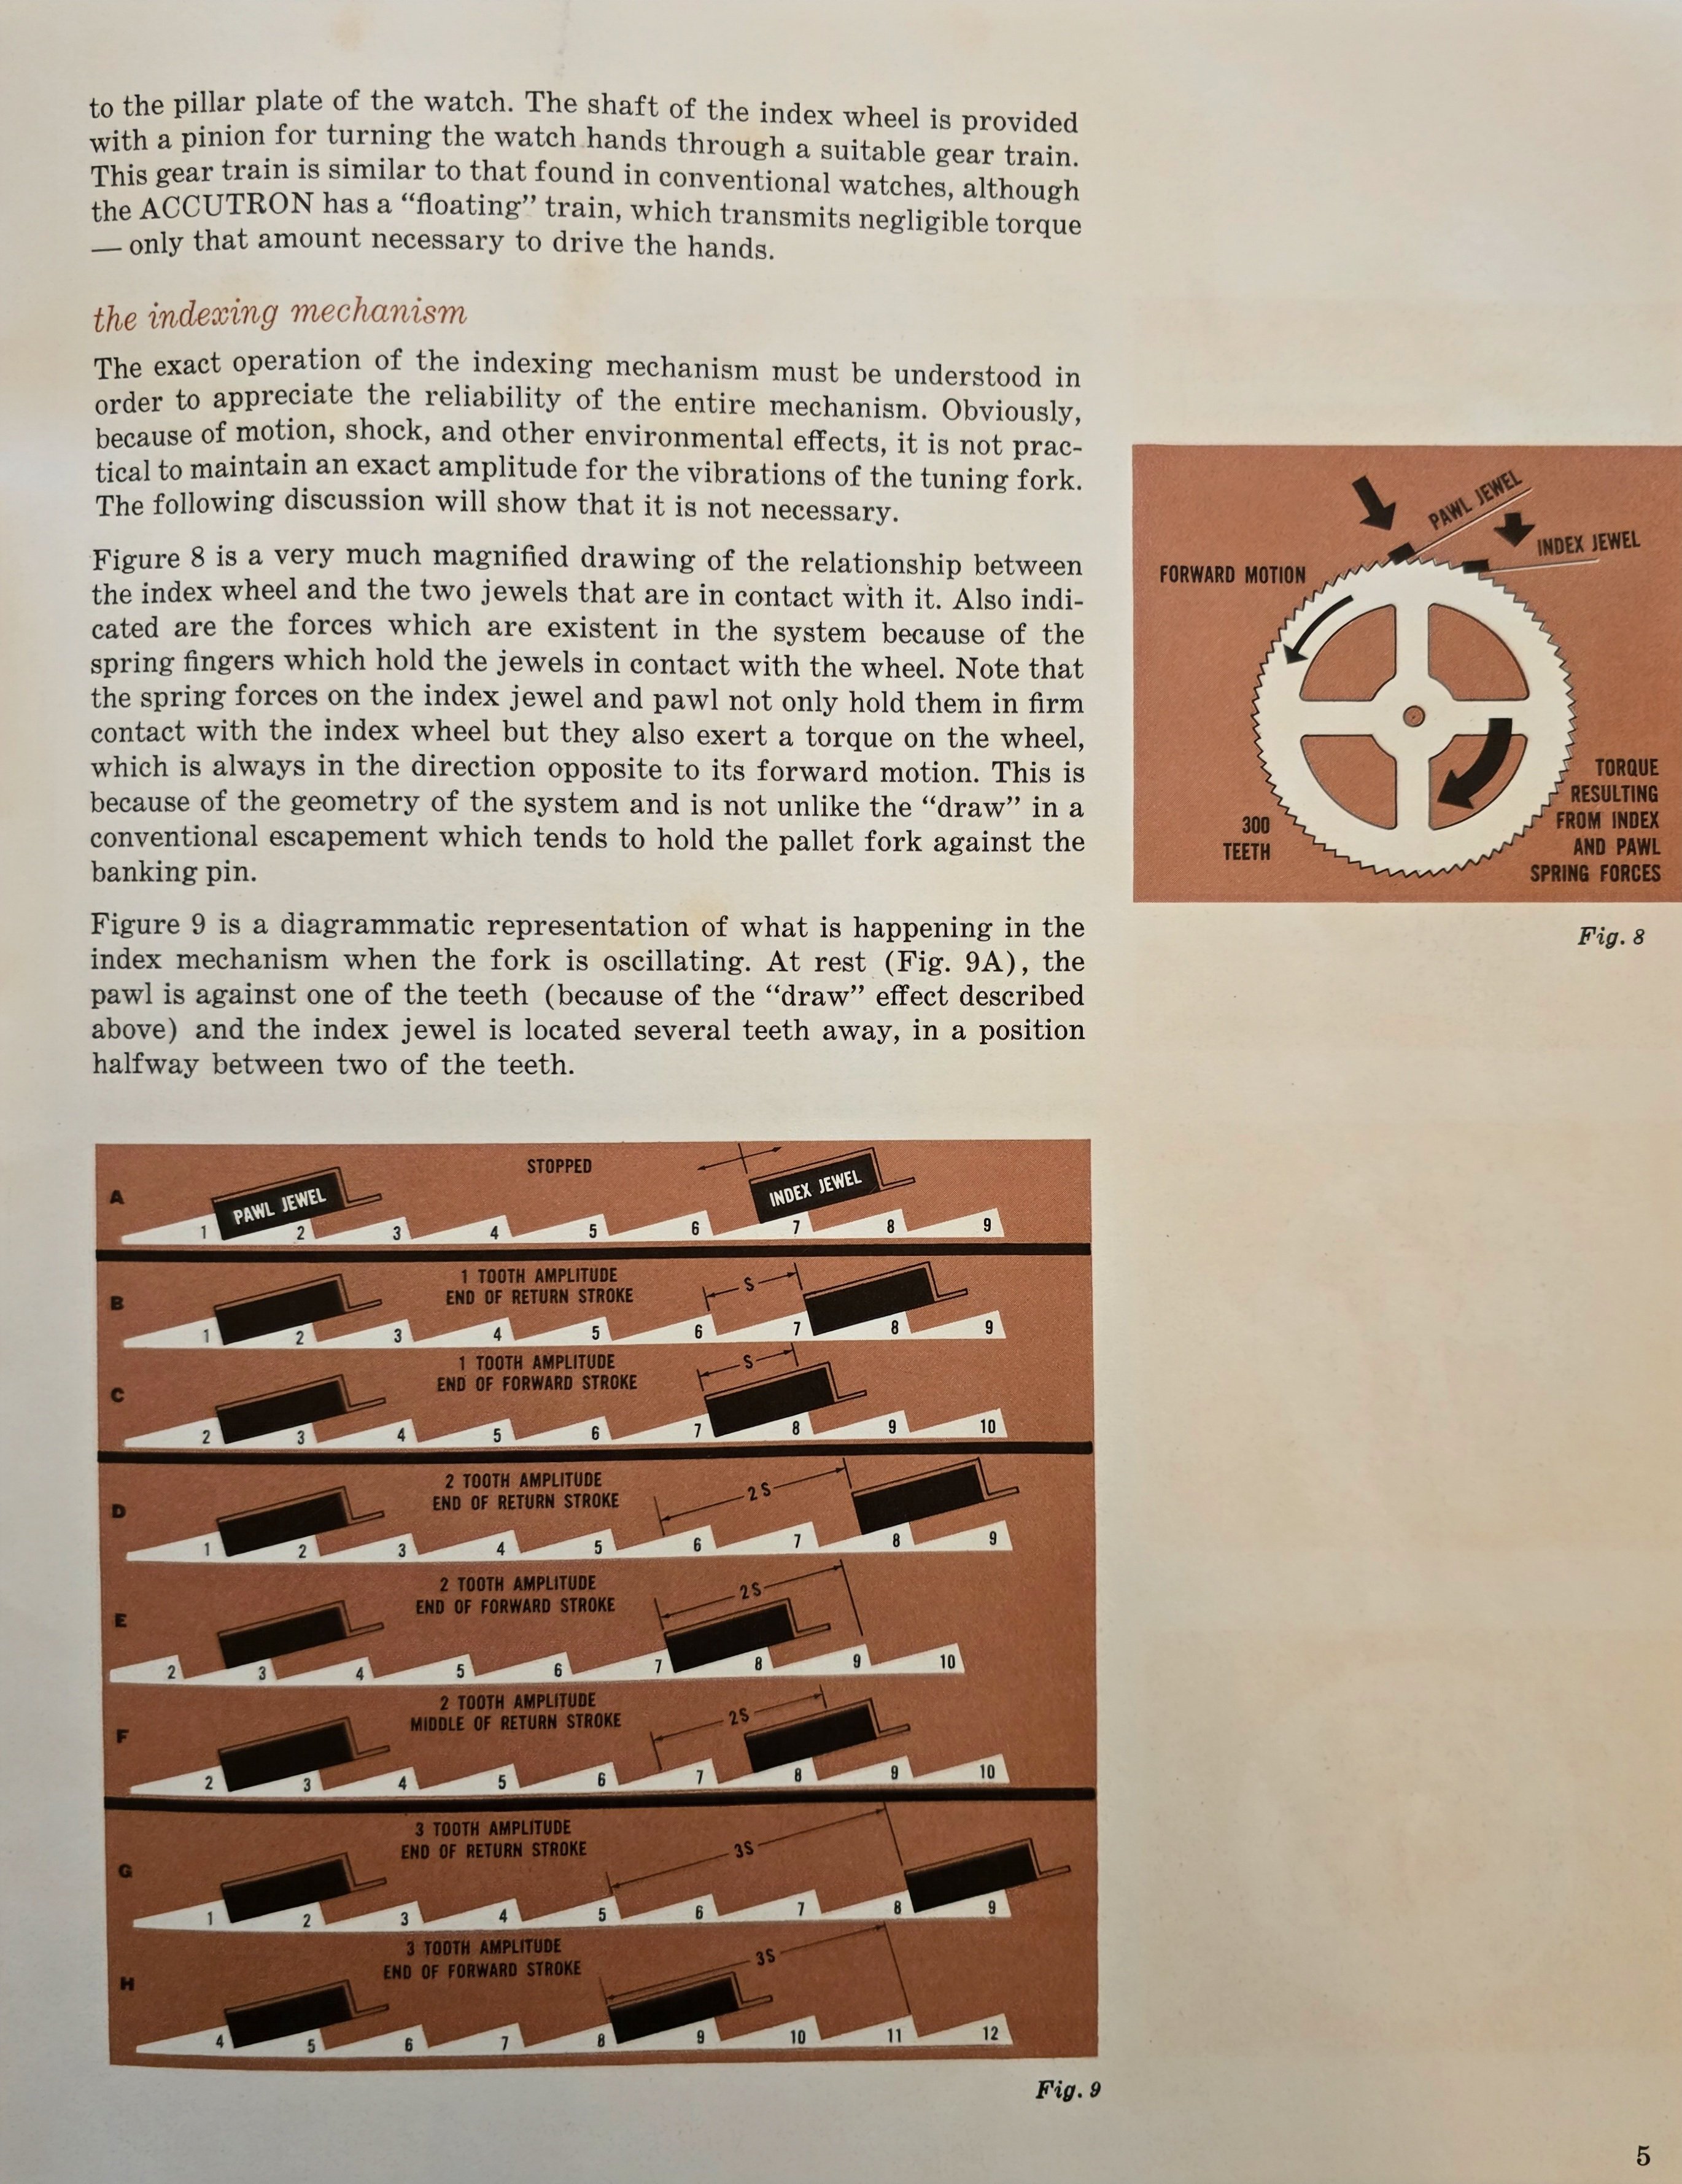 to the pillar plate of the watch. The shaft of the index wheel is provided
with a pinion for turning the watch hands through a suitable gear train.
This gear train is similar to that found in conventional watches, although
the ACCUTRON has a “floating” train, which transmits negligible torque
— only that amount necessary to drive the hands.
the indexing mechanism
The exact operation of the indexing mechanism must be understood in
order to appreciate the reliability of the entire mechanism. Obviously,
because of motion, shock, and other environmental effects, it is not prac-
tical to maintain an exact amplitude for the vibrations of the tuning fork.
The following discussion will show that it is not necessary.
Figure 8 is a very much magnified drawing of the relationship between
the index wheel and the two jewels that are in contact with it. Also indi-
cated are the forces which are existent in the system because of the
spring fingers which hold the jewels in contact with the wheel. Note that
the spring forces on the index jewel and pawl not only hold them in firm
contact with the index wheel but they also exert a torque on the wheel,
which is always in the direction opposite to its forward motion. This is
because of the geometry of the system and is not unlike the “draw” in a
conventional escapement which tends to hold the pallet fork against the
banking pin.
Figure 9 is a diagrammatic representation of what is happening in the
index mechanism when the fork is oscillating. At rest (Fig. 9A), the
pawl is against one of the teeth (because of the “draw” effect described
above) and the index jewel is located several teeth away, in a position
halfway between two of the teeth.
PAWL JEWEL
INDEX JEWEL
FORWARD MOTION
300
TEETH
TORQUE
RESULTING
FROM INDEX
AND PAWL
SPRING FORCES
Fig. 8
STOPPED
A
PAWL JEWEL
INDEX JEWEL
1 2 3 4 5 6 7 8 9
1 TOOTH AMPLITUDE
END OF RETURN STROKE
S
B
1 2 3 4 5 6 7 8 9
1 TOOTH AMPLITUDE
END OF FORWARD STROKE
S
C
2 3 4 5 6 7 8 9 10
2 TOOTH AMPLITUDE
END OF RETURN STROKE
2S
D
1 2 3 4 5 6 7 8 9
2 TOOTH AMPLITUDE
END OF FORWARD STROKE
2S
E
2 3 4 5 6 7 8 9 10
2 TOOTH AMPLITUDE
MIDDLE OF RETURN STROKE
2S
F
2 3 4 5 6 7 8 9 10
3 TOOTH AMPLITUDE
END OF RETURN STROKE
3S
G
1 2 3 4 5 6 7 8 9
3 TOOTH AMPLITUDE
END OF FORWARD STROKE
3S
H
4 5 6 7 8 9 10 11 12
Fig. 9
5